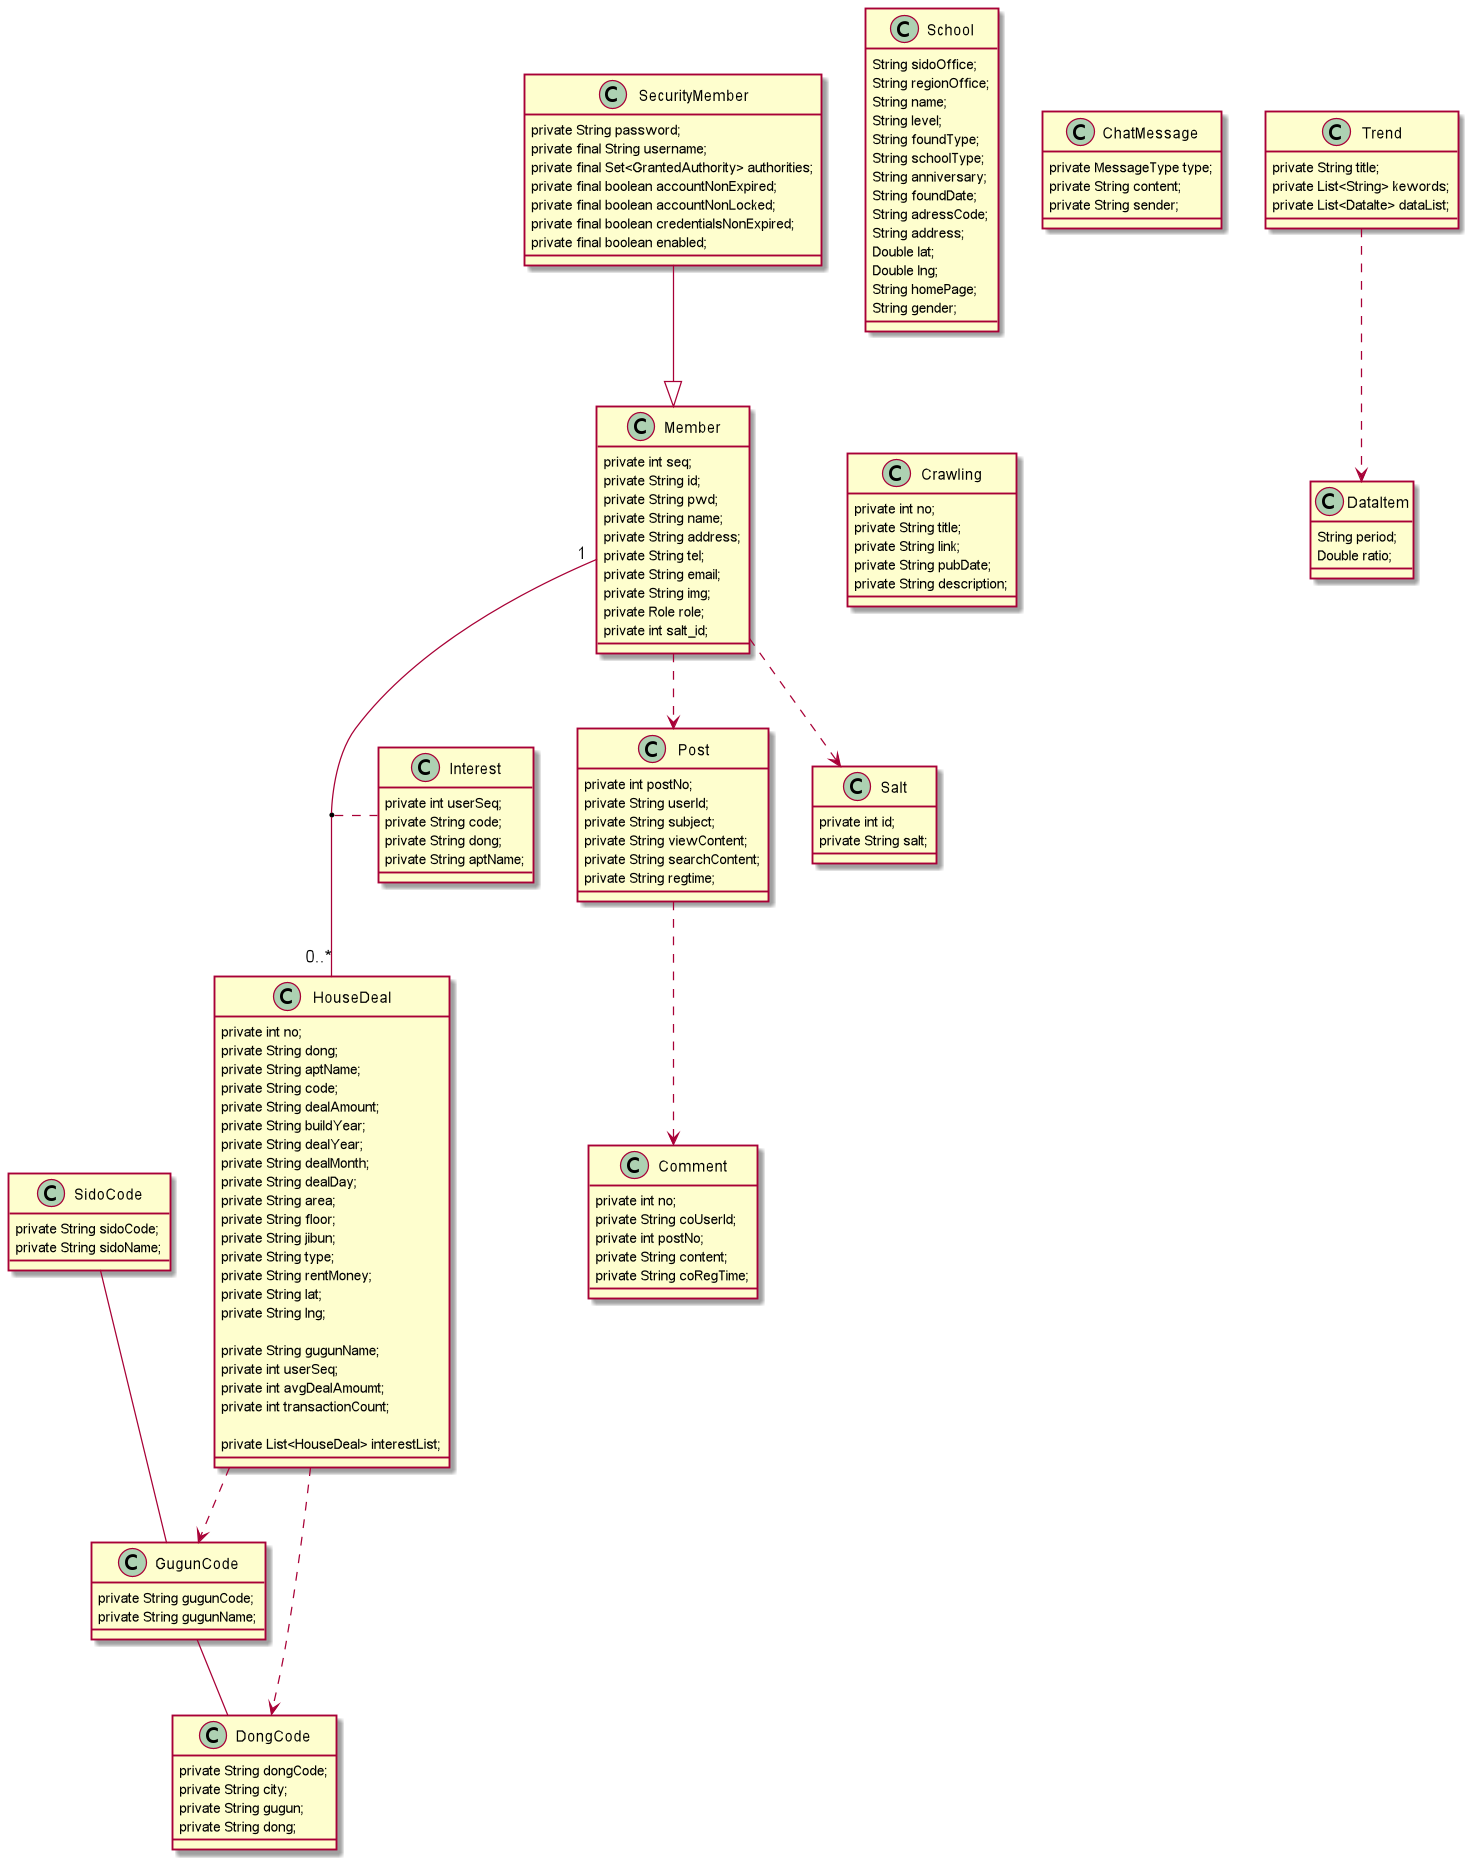 C School
String sidoOffice;
String regionOffice;
String name;
String level;
String foundType;
String schoolType;
String anniversary;
String foundDate;
String adressCode;
String address;
Double lat;
Double lng;
String homePage;
String gender;
C SecurityMember
private String password;
private final String username;
private final Set<GrantedAuthority> authorities;
private final boolean accountNonExpired;
private final boolean accountNonLocked;
private final boolean credentialsNonExpired;
private final boolean enabled;
C ChatMessage
private MessageType type;
private String content;
private String sender;
C Trend
private String title;
private List<String> kewords;
private List<DataIte> dataList;
C Member
private int seq;
private String id;
private String pwd;
private String name;
private String address;
private String tel;
private String email;
private String img;
private Role role;
private int salt_id;
C Crawling
private int no;
private String title;
private String link;
private String pubDate;
private String description;
C DataItem
String period;
Double ratio;
1
C Interest
private int userSeq;
private String code;
private String dong;
private String aptName;
C Post
private int postNo;
private String userId;
private String subject;
private String viewContent;
private String searchContent;
private String regtime;
C Salt
private int id;
private String salt;
0..*
C HouseDeal
private int no;
private String dong;
private String aptName;
private String code;
private String dealAmount;
private String buildYear;
private String dealYear;
private String dealMonth;
private String dealDay;
private String area;
private String floor;
private String jibun;
private String type;
private String rentMoney;
private String lat;
private String lng;
private String gugunName;
private int userSeq;
private int avgDealAmoumt;
private int transactionCount;
private List<HouseDeal> interestList;
C Comment
private int no;
private String coUserId;
private int postNo;
private String content;
private String coRegTime;
C SidoCode
private String sidoCode;
private String sidoName;
C GugunCode
private String gugunCode;
private String gugunName;
C DongCode
private String dongCode;
private String city;
private String gugun;
private String dong;